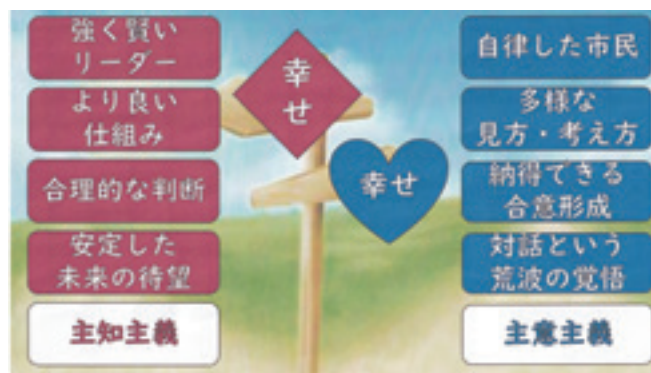 強く賢い
リーダー
より良い
仕組み
合理的な判断
安定した
未来の待望
主知主義
幸
せ
幸せ
自律した市民
多様な
見方・考え方
納得できる
合意形成
対話という
荒波の覚悟
主意主義